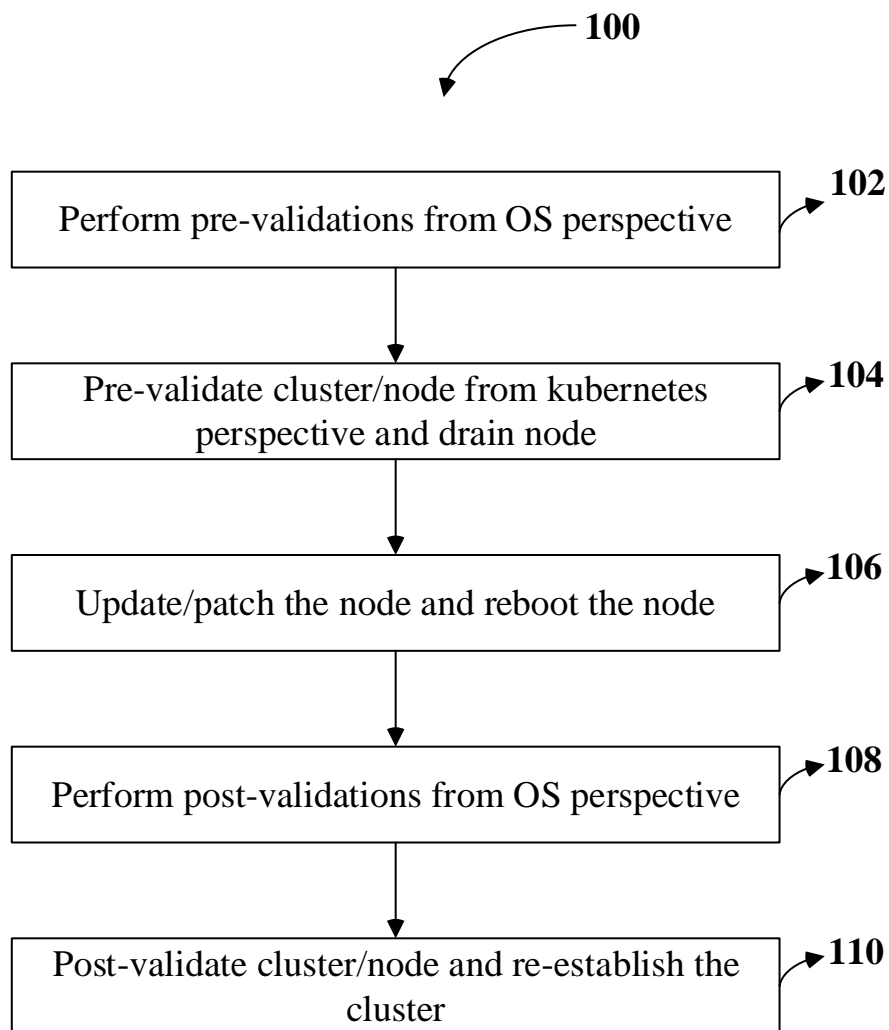 100
102
Perform pre-validations from OS perspective
104
Pre-validate cluster/node from kubernetes
perspective and drain node
106
Update/patch the node and reboot the node
108
Perform post-validations from OS perspective
110
Post-validate cluster/node and re-establish the
cluster